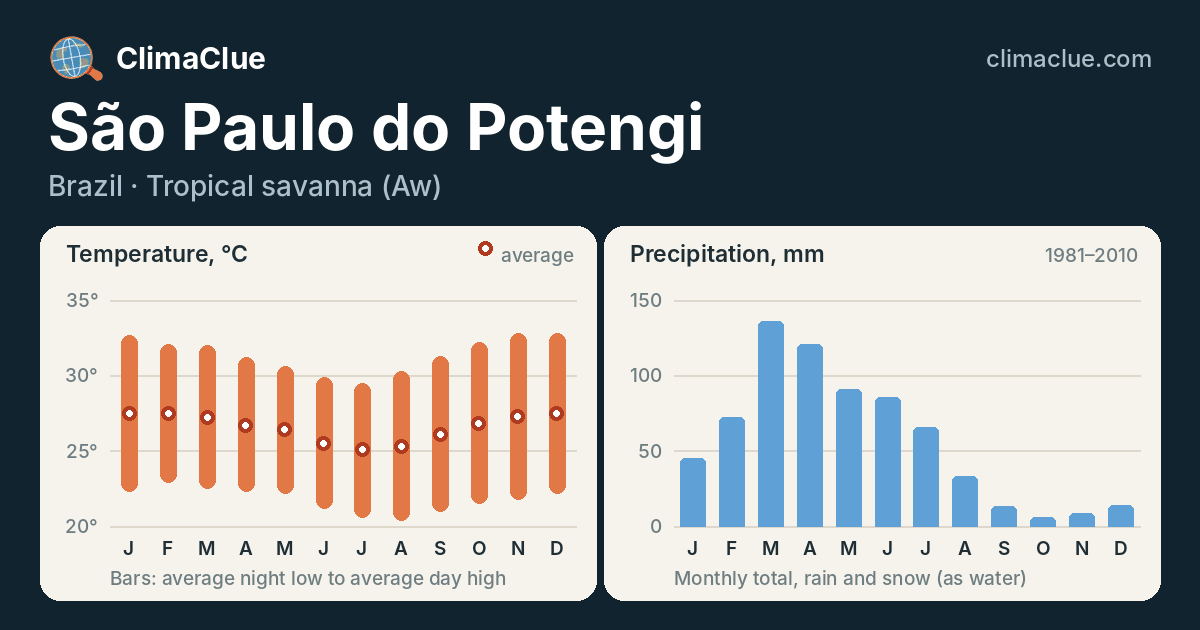 ClimaClue
climaclue.com
São Paulo do Potengi
Brazil · Tropical savanna (Aw)
Temperature, °C
average
35°
30°
25°
20°
J F M A M J J A S O N D
Bars: average night low to average day high
Precipitation, mm
1981–2010
150
100
50
0
J F M A M J J A S O N D
Monthly total, rain and snow (as water)